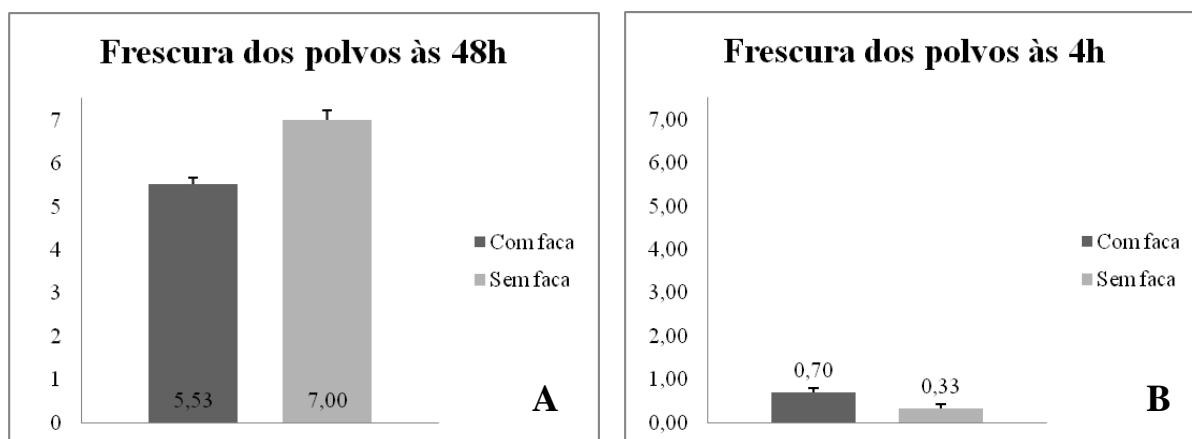 Frescura dos polvos às 48h
7
6
5
4
3
2
1
0
5,53
7,00
Com faca
Sem faca
A
Frescura dos polvos às 4h
7,00
6,00
5,00
4,00
3,00
2,00
1,00
0,00
0,70
0,33
Com faca
Sem faca
B